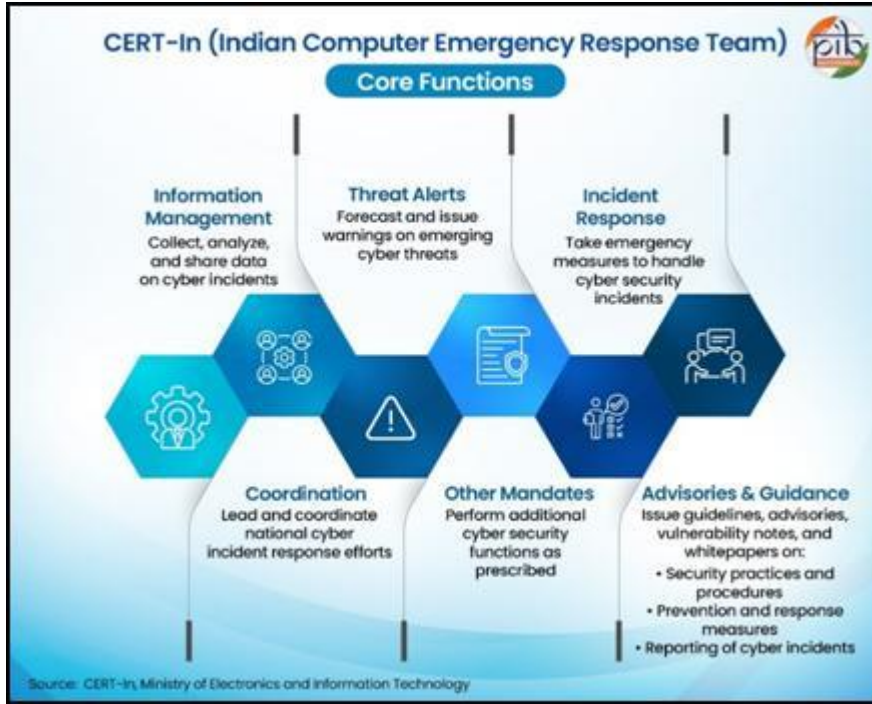 CERT-In (Indian Computer Emergency Response Team)
pib
Core Functions
Information
Management
Collect, analyze,
and share data
on cyber incidents
Threat Alerts
Forecast and issue
warnings on emerging
cyber threats
Incident
Response
Take emergency
measures to handle
cyber security
incidents
Coordination
Lead and coordinate
national cyber
incident response efforts
Other Mandates
Perform additional
cyber security
functions as
prescribed
Advisories & Guidance
Issue guidelines, advisories,
vulnerability notes, and
whitepapers on:
• Security practices and
procedures
• Prevention and response
measures
• Reporting of cyber incidents
Source: CERT-In, Ministry of Electronics and Information Technology